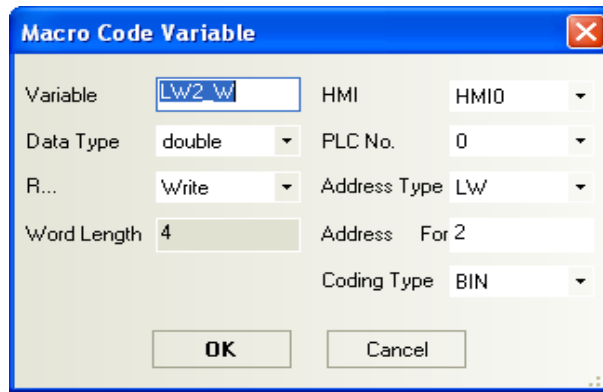 Macro Code Variable
Variable LW2_W HMI HMI0
Data Type double PLC No. 0
R... Write Address Type LW
Word Length 4 Address For 2
Coding Type BIN
OK Cancel